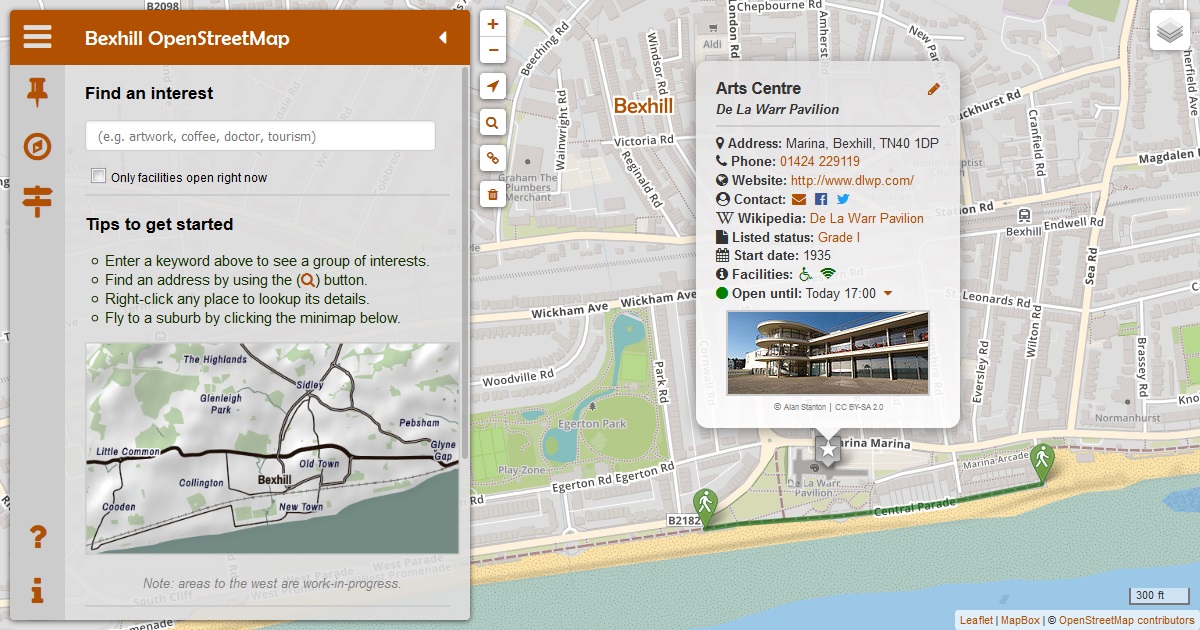 B2098
Bexhill OpenStreetMap
Find an interest
(e.g. artwork, coffee, doctor, tourism)
Only facilities open right now
Tips to get started
Enter a keyword above to see a group of interests.
Find an address by using the ( ) button.
Right-click any place to lookup its details.
Fly to a suburb by clicking the minimap below.
The Highlands
Sidley
Glenleigh
Park
Pebsham
Little Common
Glyne
Gap
Old Town
Collington
Bexhill
Cooden
New Town
Note: areas to the west are work-in-progress.
West Parade
West Promenade
South Cliff
+
−
Chepbourne Rd
London Rd
Amherst
Aldi
New Par
Beeching Rd
Windsor Rd
Bexhill
Wainwright Rd
Victoria Rd
Reginald Rd
Graham The
Plumbers
Merchant
Buckhurst Rd
Cranfield Rd
Magdalen
Station Rd
Bexhill
Endwell Rd
Sea Rd
St Leonards Rd
Wilton Rd
Eversley Rd
Brassey Rd
Normanhurst
Wickham Ave
Wickham Ave
Woodville Rd
Park Rd
Egerton Park
Play-Zone
Egerton Rd
Egerton Rd
B2182
Arts Centre
De La Warr Pavilion
Address: Marina, Bexhill, TN40 1DP
Phone: 01424 229119
Website: http://www.dlwp.com/
Contact:
Wikipedia: De La Warr Pavilion
Listed status: Grade I
Start date: 1935
Facilities:
Open until: Today 17:00
© Alan Stanton | CC BY-SA 2.0
Marina
Marina Arcade
De La Warr
Pavilion
Central Parade
300 ft
Leaflet | MapBox | © OpenStreetMap contributors